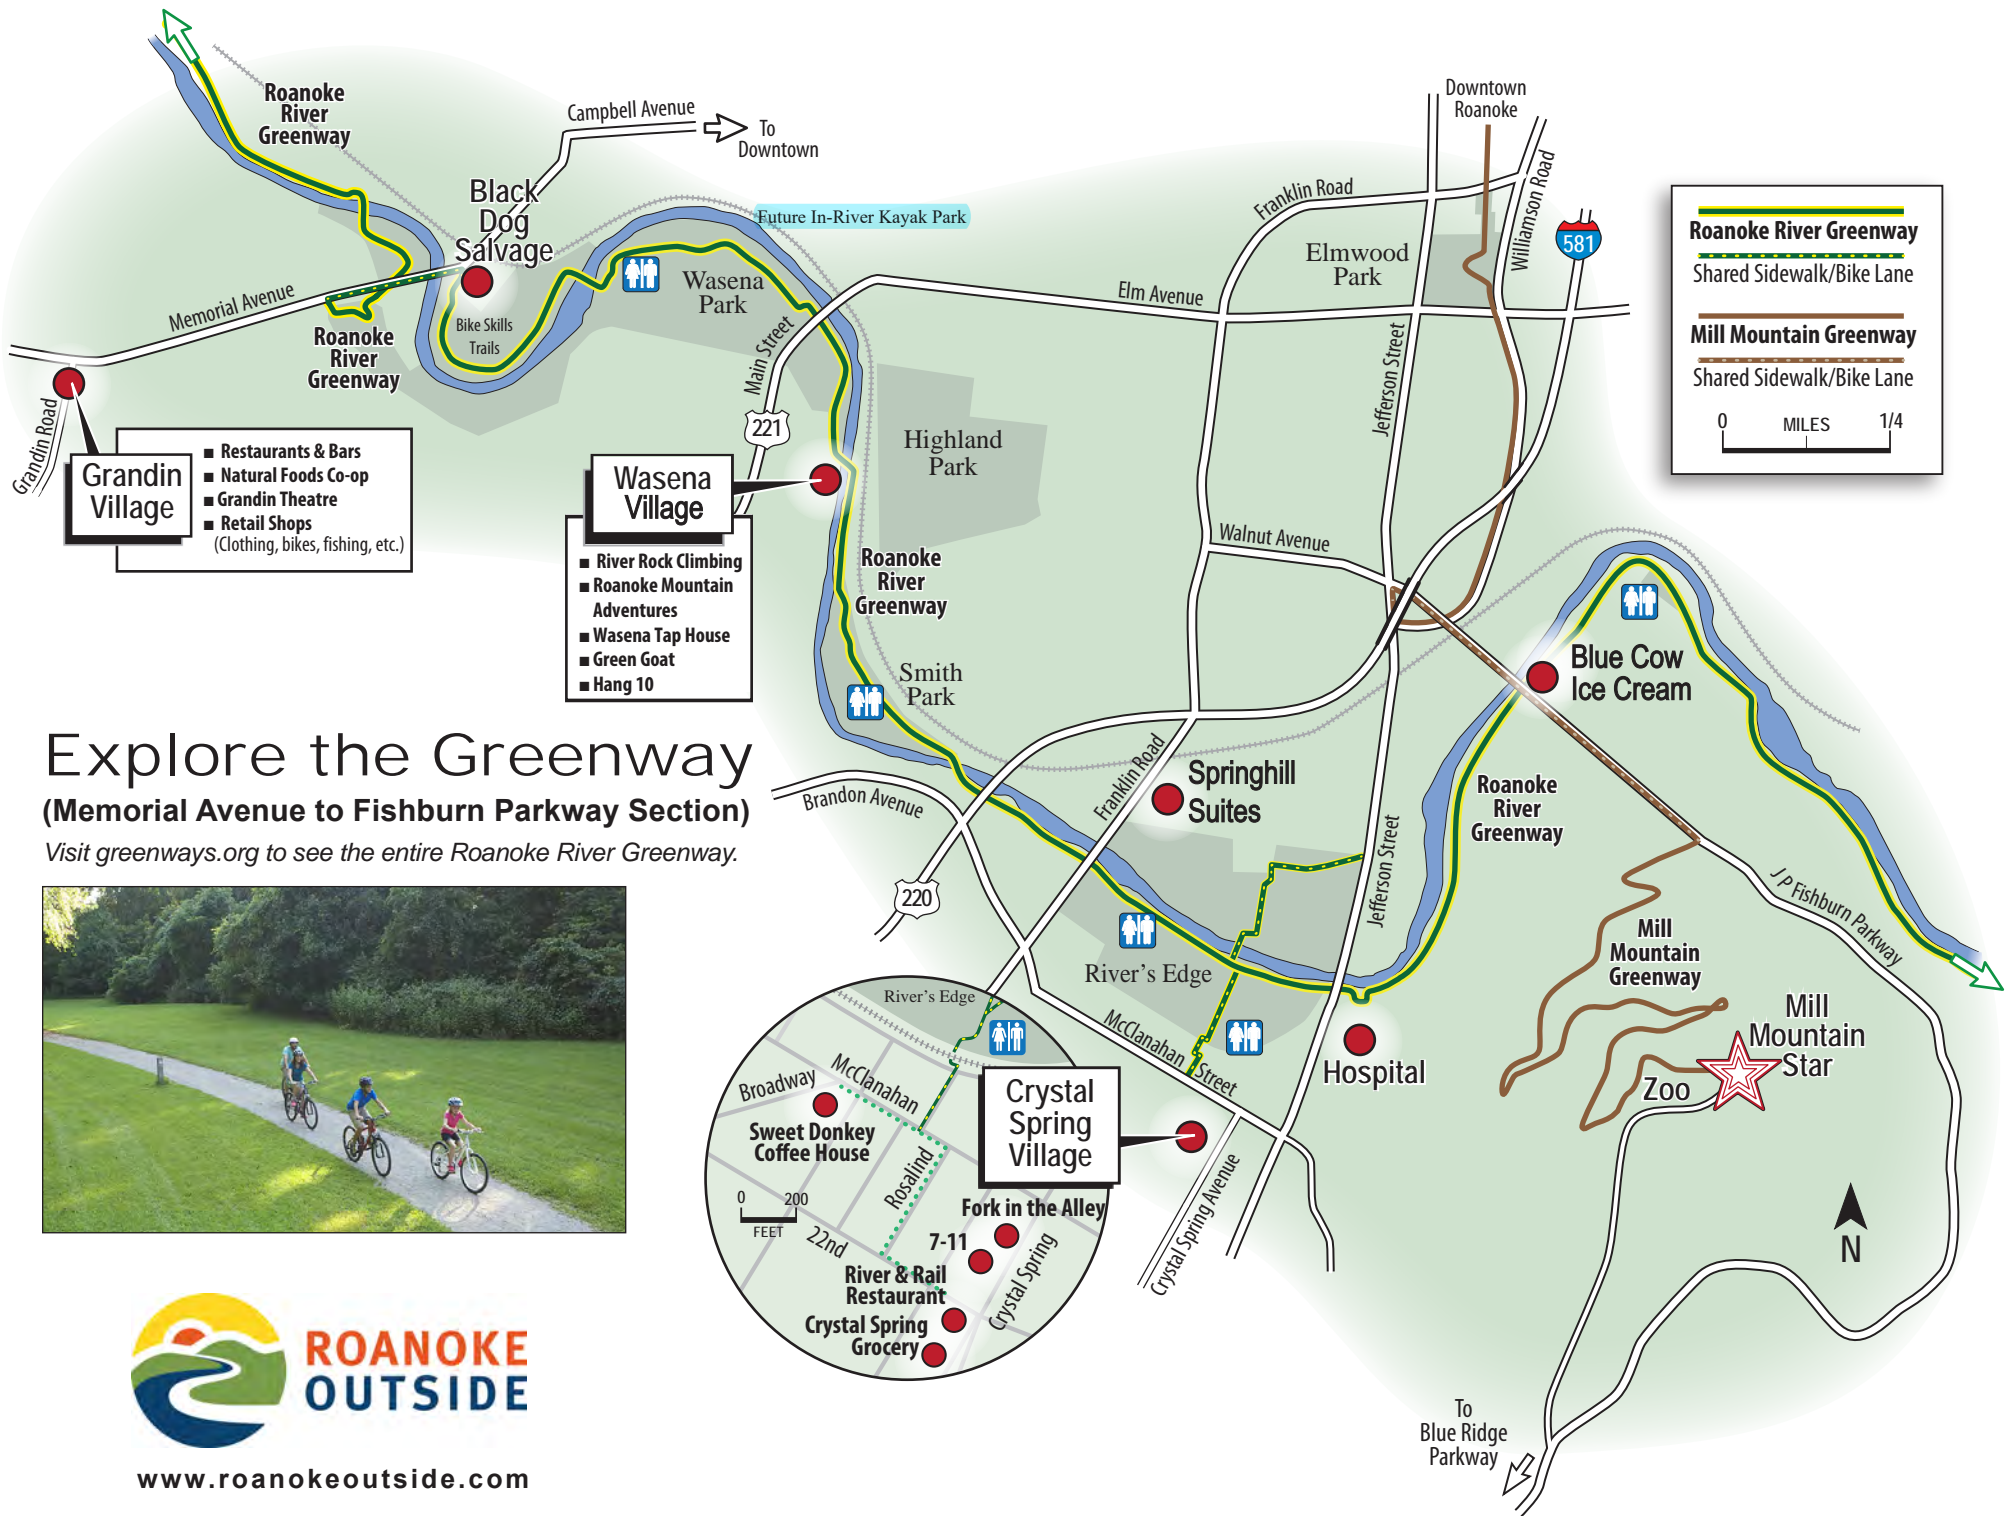 Roanoke
River
Greenway
Campbell Avenue
To
Downtown
Black
Dog
Salvage
Future In-River Kayak Park
Wasena
Park
Bike Skills
Trails
Memorial Avenue
Roanoke
River
Greenway
Main Street
221
Grandin Road
Grandin
Village
■ Restaurants & Bars
■ Natural Foods Co-op
■ Grandin Theatre
■ Retail Shops
(Clothing, bikes, fishing, etc.)
Wasena
Village
■ River Rock Climbing
■ Roanoke Mountain
Adventures
■ Wasena Tap House
■ Green Goat
■ Hang 10
Downtown
Roanoke
Franklin Road
Williamson Road
581
Elmwood
Park
Elm Avenue
Jefferson Street
Highland
Park
Walnut Avenue
Roanoke
River
Greenway
Smith
Park
Roanoke River Greenway
Shared Sidewalk/Bike Lane
Mill Mountain Greenway
Shared Sidewalk/Bike Lane
0 MILES 1/4
Blue Cow
Ice Cream
Explore the Greenway
(Memorial Avenue to Fishburn Parkway Section)
Visit greenways.org to see the entire Roanoke River Greenway.
Brandon Avenue
Franklin Road
Springhill
Suites
220
Jefferson Street
Roanoke
River
Greenway
J P Fishburn Parkway
River's Edge
McClanahan Street
Hospital
Mill
Mountain
Greenway
Mill
Mountain
Star
Zoo
N
Crystal
Spring
Village
Crystal Spring Avenue
River's Edge
Broadway
McClanahan
Sweet Donkey
Coffee House
Rosalind
0 200
FEET
22nd
Fork in the Alley
7-11
River & Rail
Restaurant
Crystal Spring
Grocery
Crystal Spring
To
Blue Ridge
Parkway
ROANOKE
OUTSIDE
www.roanokeoutside.com